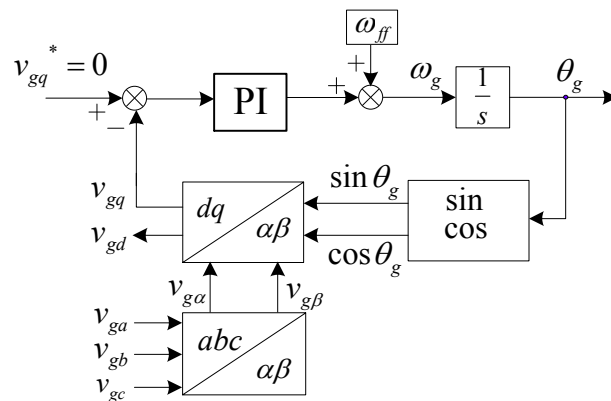 ω_ff
v_gq* = 0
+
−
PI
+
+
ω_g
1/s
θ_g
v_gq
v_gd
dq
αβ
sin θ_g
cos θ_g
sin
cos
v_gα
v_gβ
v_ga
v_gb
v_gc
abc
αβ